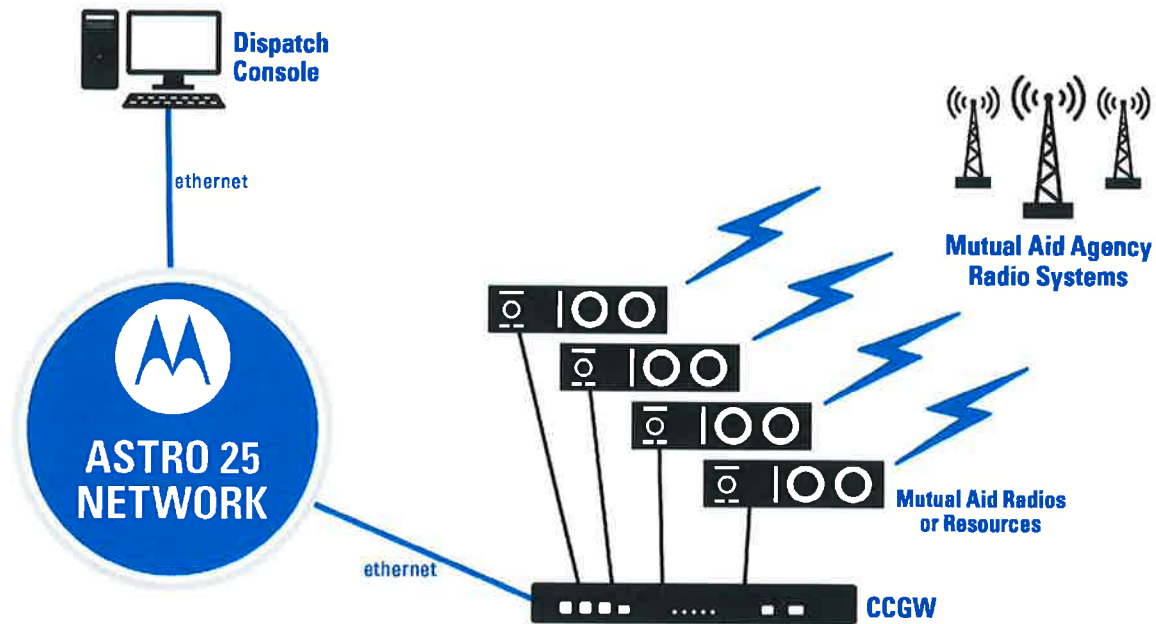 Dispatch
Console
ethernet
Mutual Aid Agency
Radio Systems
ASTRO 25
NETWORK
Mutual Aid Radios
or Resources
ethernet
CCGW